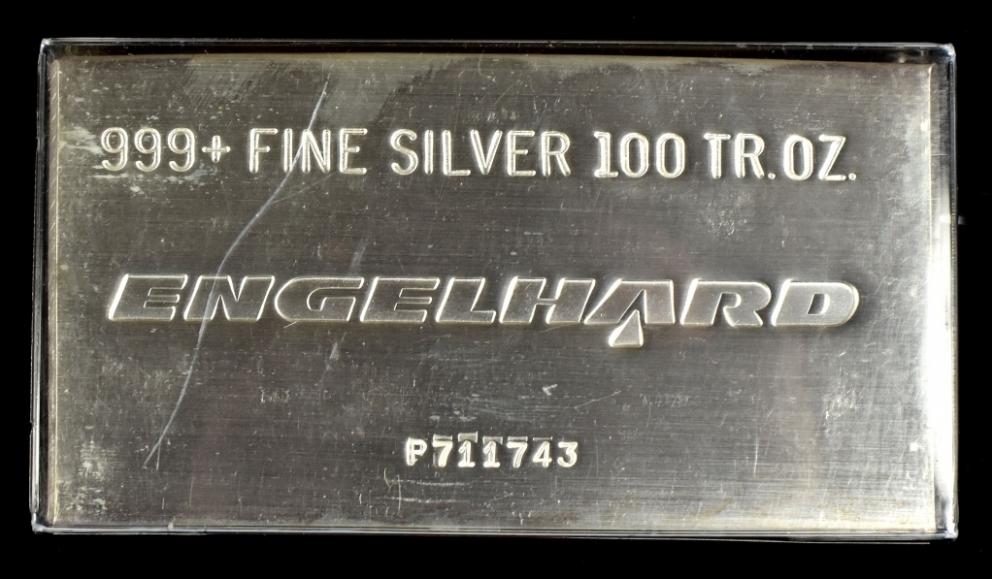 999+ FINE SILVER 100 TR.OZ.
ENGELHARD
P711743